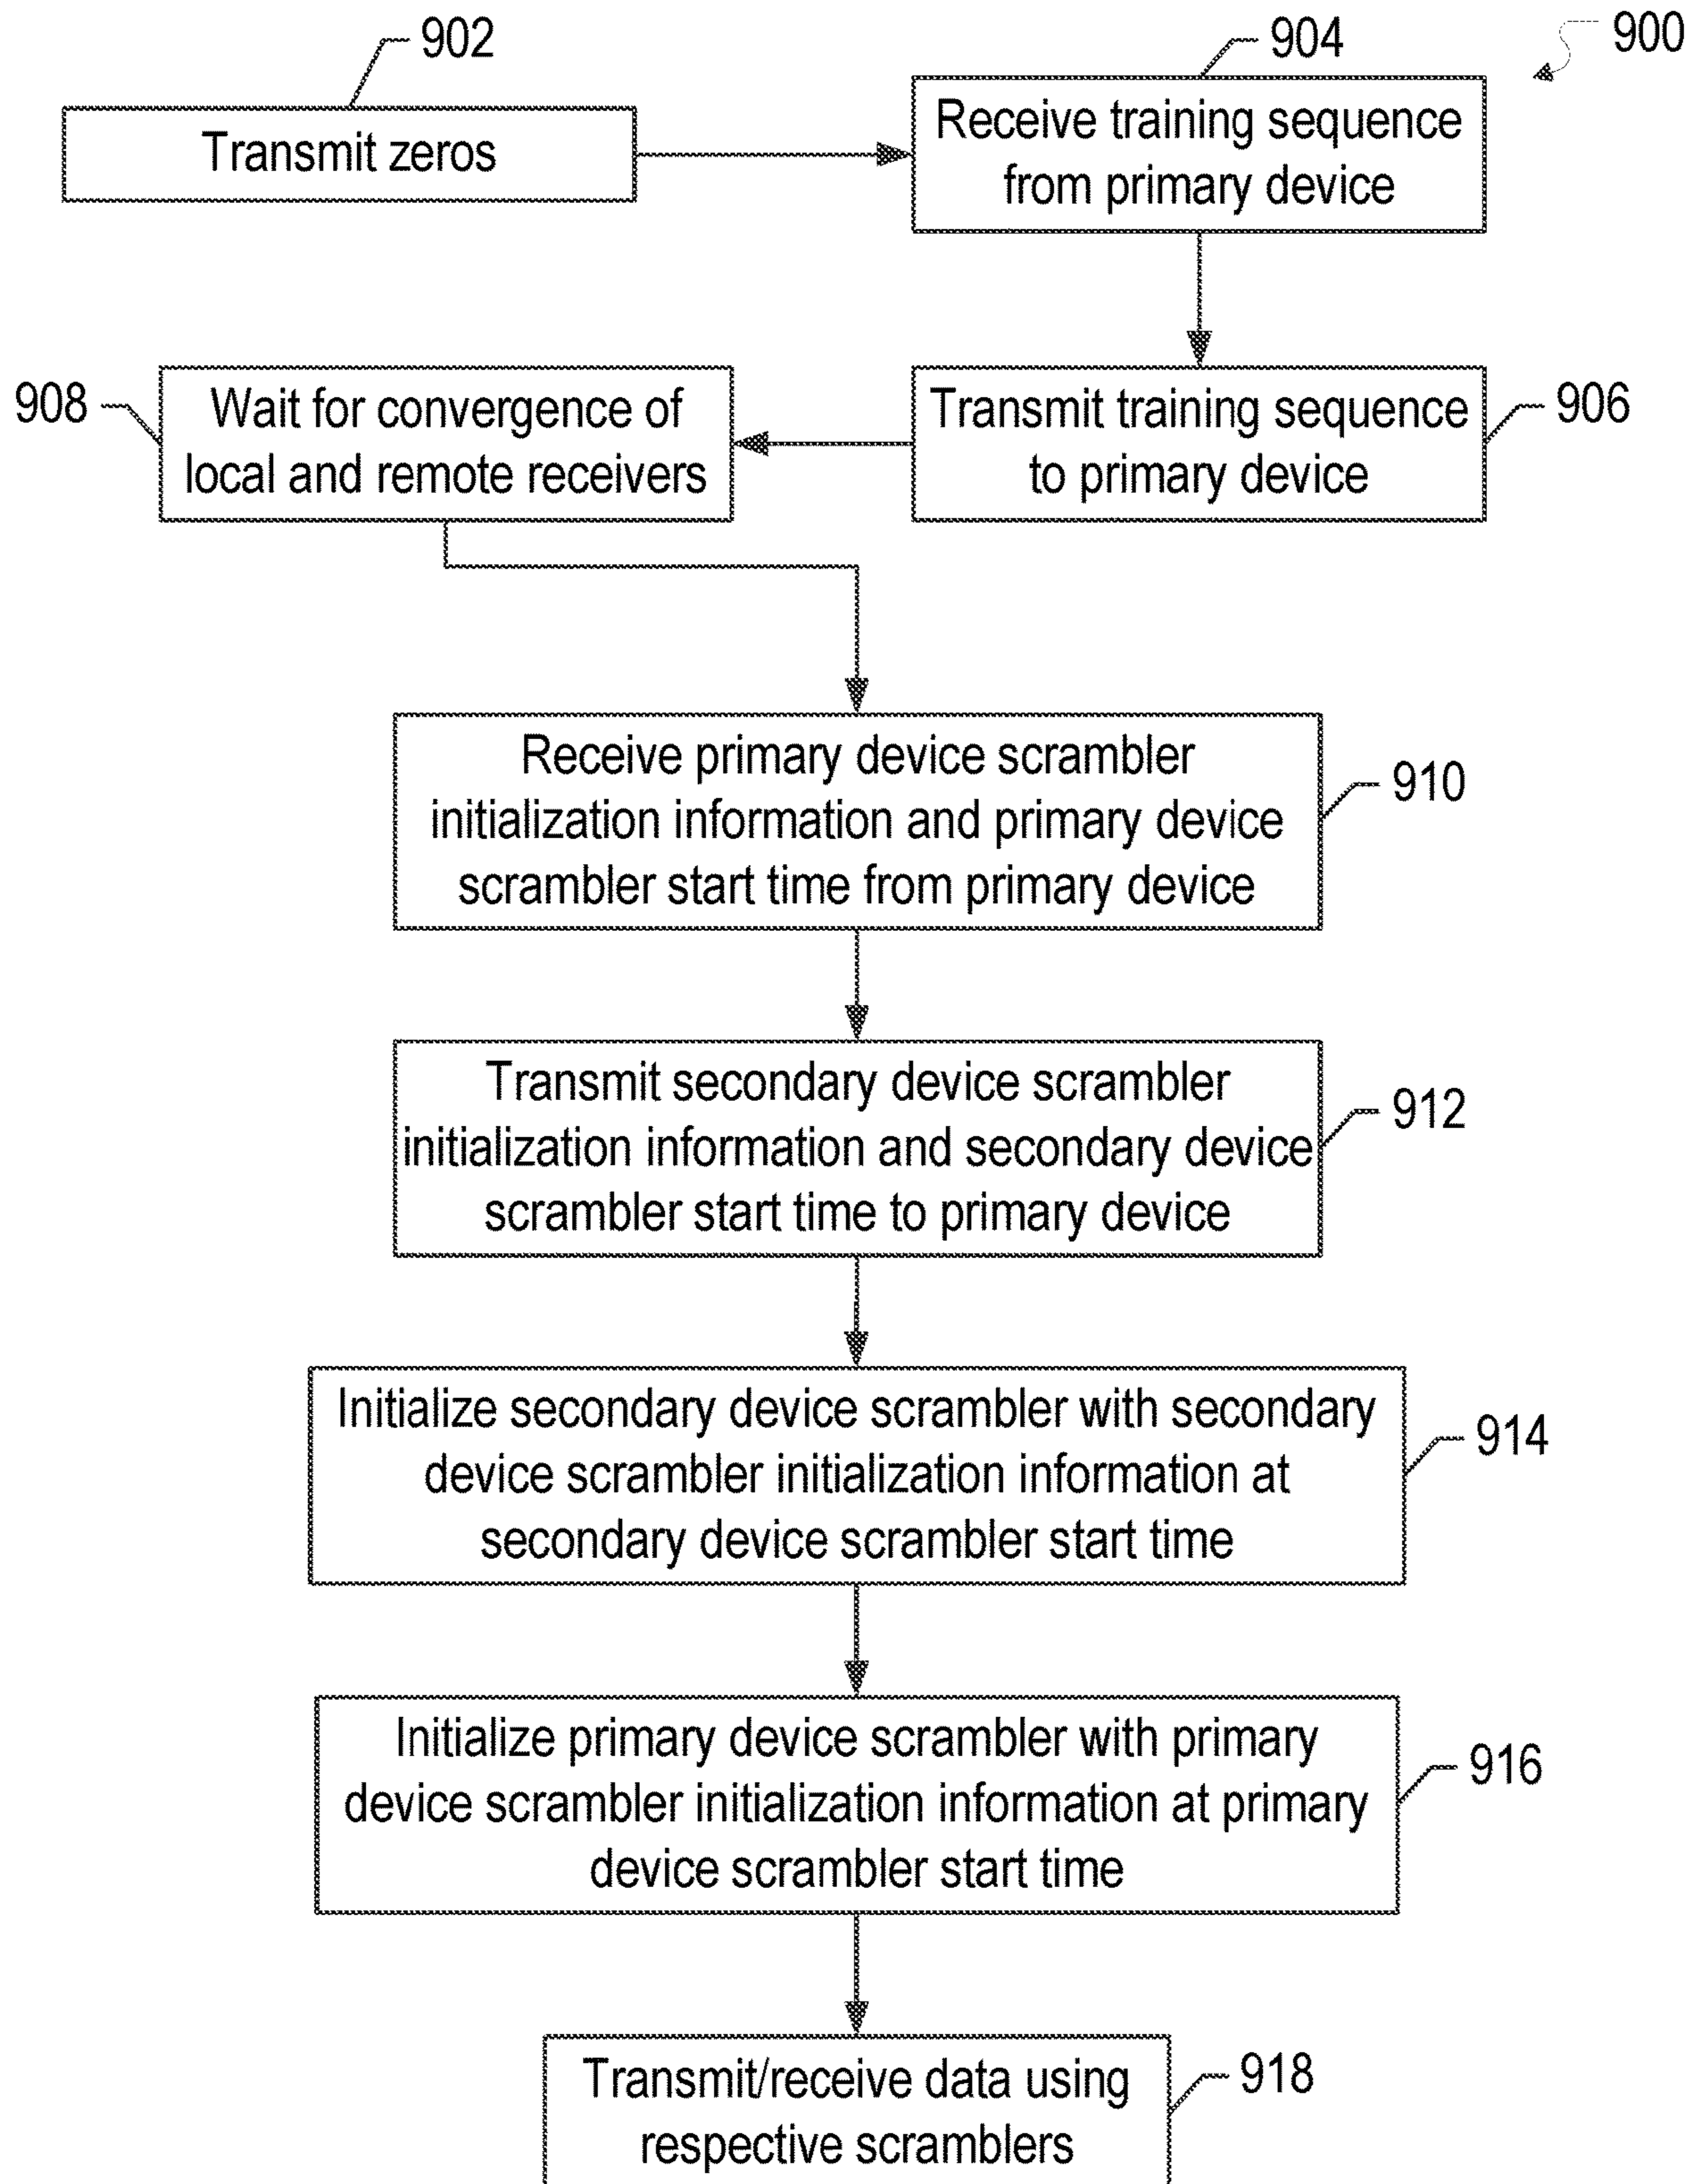 902
904
900
Transmit zeros
Receive training sequence
from primary device
908
Wait for convergence of
local and remote receivers
Transmit training sequence
to primary device
906
Receive primary device scrambler
initialization information and primary device
scrambler start time from primary device
910
Transmit secondary device scrambler
initialization information and secondary device
scrambler start time to primary device
912
Initialize secondary device scrambler with secondary
device scrambler initialization information at
secondary device scrambler start time
914
Initialize primary device scrambler with primary
device scrambler initialization information at primary
device scrambler start time
916
Transmit/receive data using
respective scramblers
918